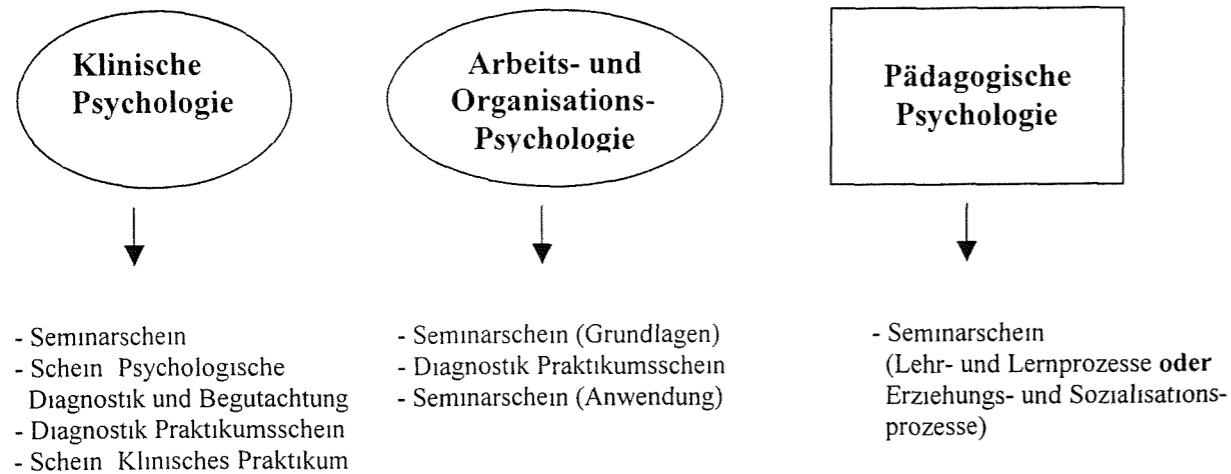 Klinische
Psychologie
Arbeits- und
Organisations-
Psychologie
Pädagogische
Psychologie
- Seminarschein
- Schein Psychologische
Diagnostik und Begutachtung
- Diagnostik Praktikumsschein
- Schein Klinisches Praktikum
- Seminarschein (Grundlagen)
- Diagnostik Praktikumsschein
- Seminarschein (Anwendung)
- Seminarschein
(Lehr- und Lernprozesse oder
Erziehungs- und Sozialisations-
prozesse)